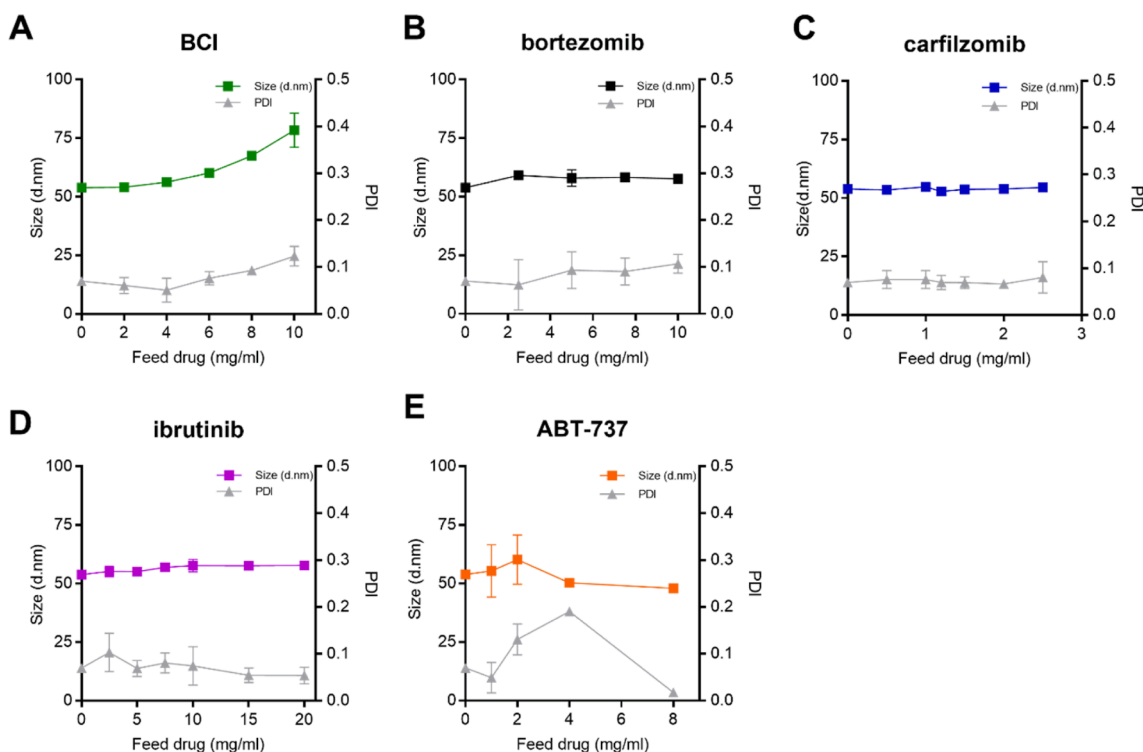 A
BCI
Size (d.nm)
PDI
100
75
50
25
0
0.5
0.4
0.3
0.2
0.1
0.0
Size (d.nm)
PDI
0 2 4 6 8 10
Feed drug (mg/ml)
B
bortezomib
Size (d.nm)
PDI
100
75
50
25
0
0.5
0.4
0.3
0.2
0.1
0.0
Size (d.nm)
PDI
0 2 4 6 8 10
Feed drug (mg/ml)
C
carfilzomib
Size (d.nm)
PDI
100
75
50
25
0
0.5
0.4
0.3
0.2
0.1
0.0
Size(d.nm)
PDI
0 1 2 3
Feed drug (mg/ml)
D
ibrutinib
Size (d.nm)
PDI
100
75
50
25
0
0.5
0.4
0.3
0.2
0.1
0.0
Size (d.nm)
PDI
0 5 10 15 20
Feed drug (mg/ml)
E
ABT-737
Size (d.nm)
PDI
100
75
50
25
0
0.5
0.4
0.3
0.2
0.1
0.0
Size (d.nm)
PDI
0 2 4 6 8
Feed drug (mg/ml)